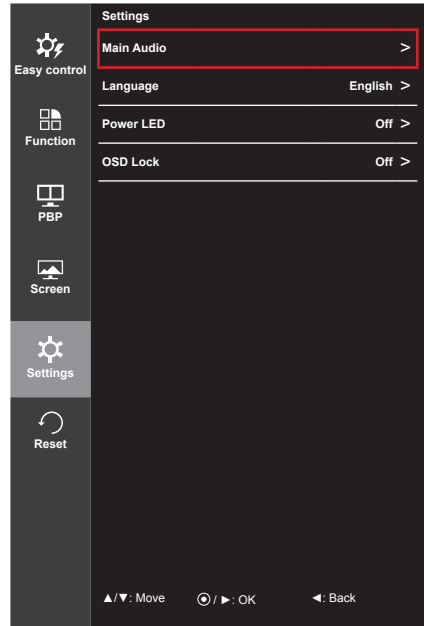 Settings
Easy control
Function
PBP
Screen
Settings
Reset
Main Audio >
Language English >
Power LED Off >
OSD Lock Off >
▲/▼: Move ⦿ / ►: OK ◄: Back